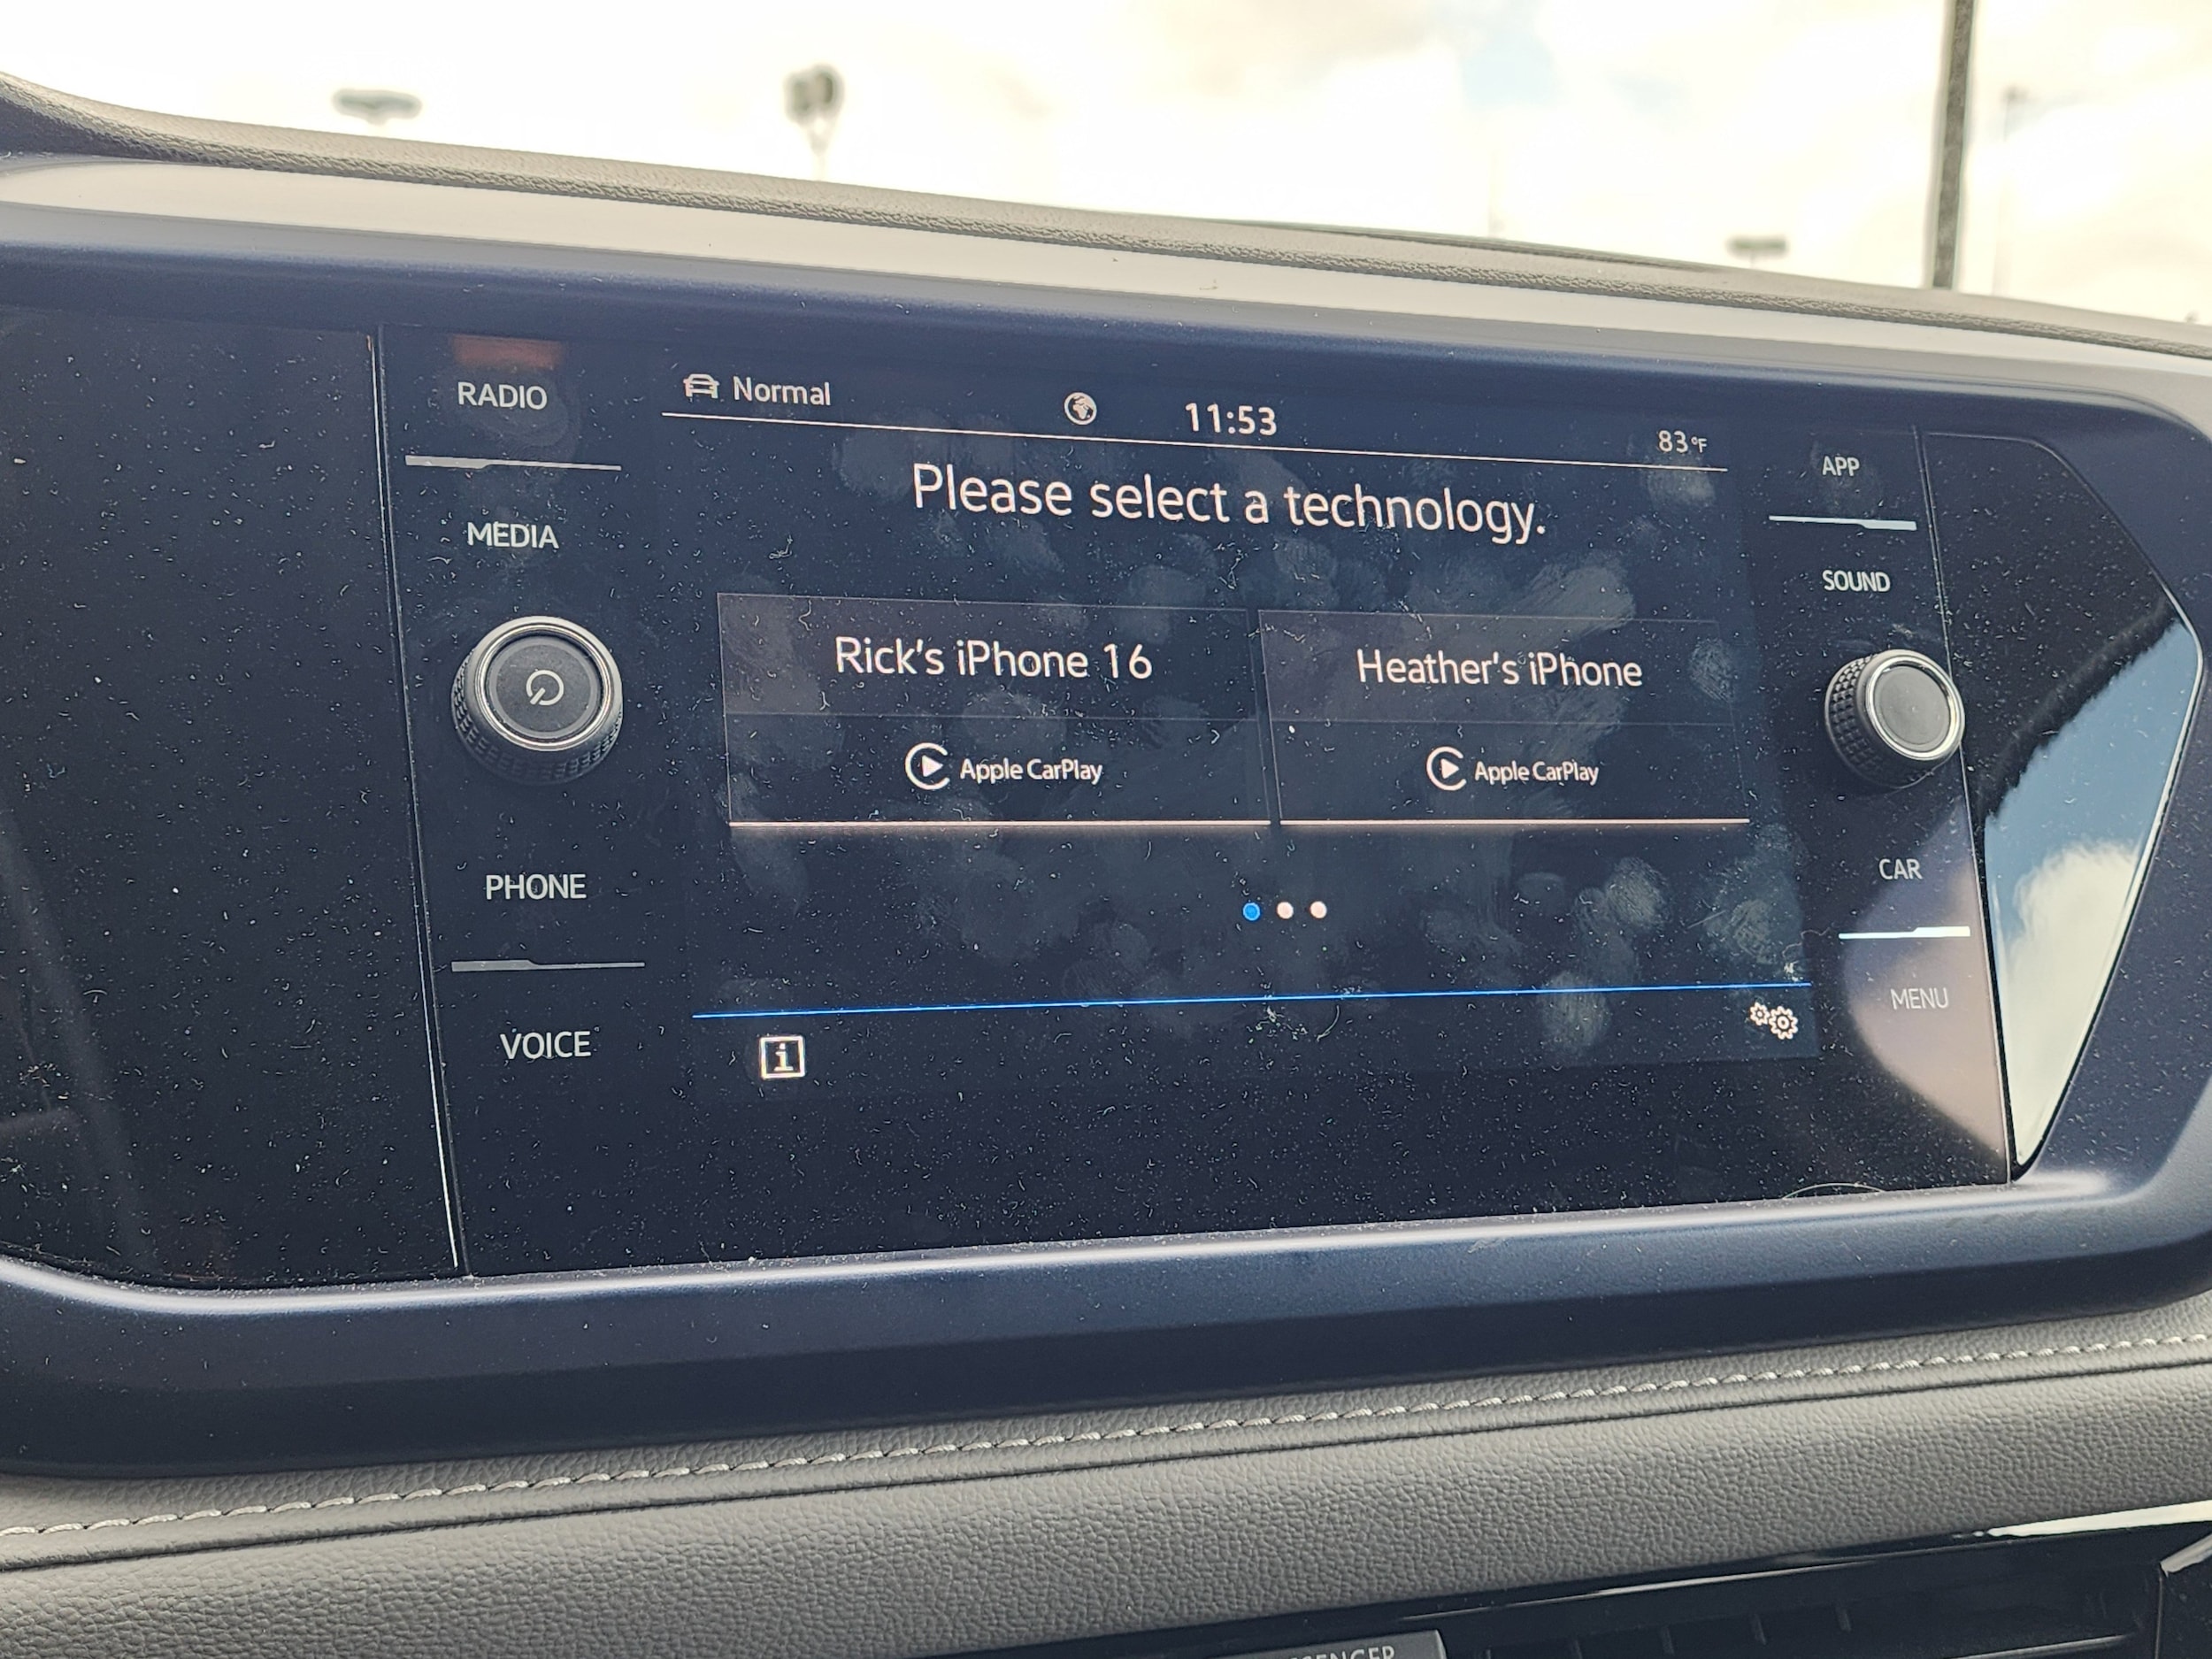 RADIO
MEDIA
PHONE
VOICE
Normal
11:53
83°F
Please select a technology.
Rick's iPhone 16
Apple CarPlay
Heather's iPhone
Apple CarPlay
i
APP
SOUND
CAR
MENU